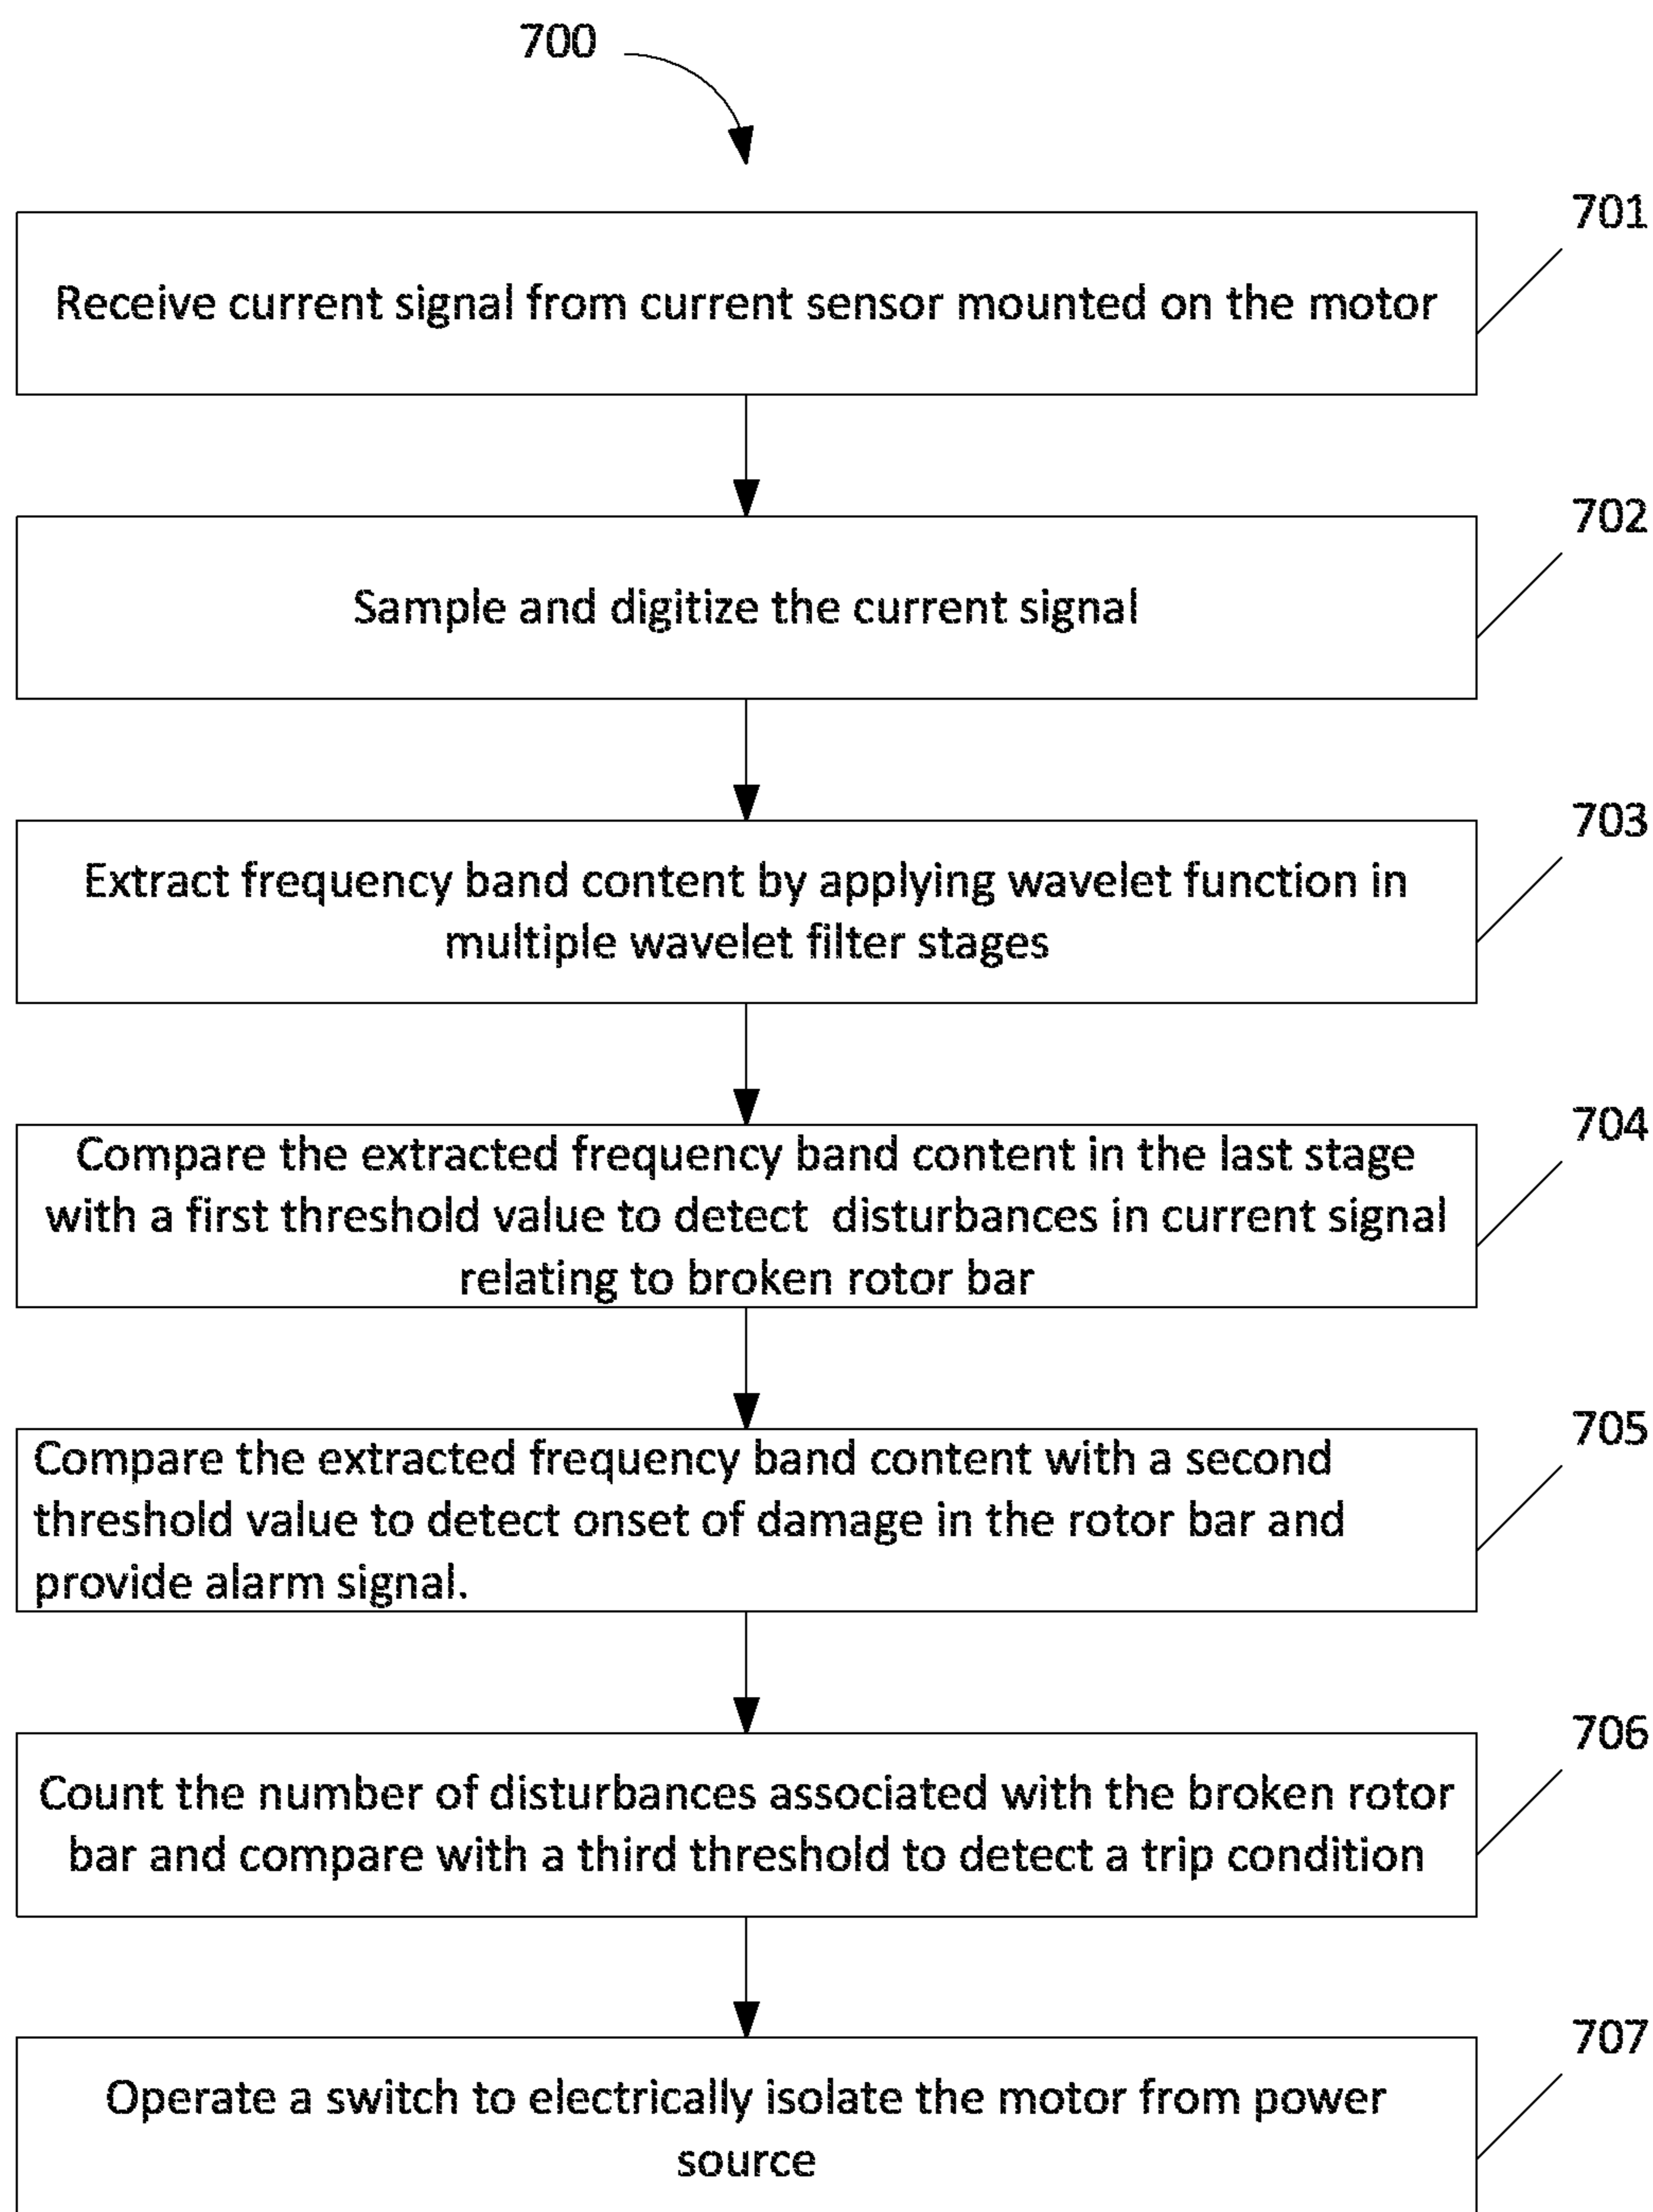 700
701
Receive current signal from current sensor mounted on the motor
702
Sample and digitize the current signal
703
Extract frequency band content by applying wavelet function in
multiple wavelet filter stages
704
Compare the extracted frequency band content in the last stage
with a first threshold value to detect disturbances in current signal
relating to broken rotor bar
705
Compare the extracted frequency band content with a second
threshold value to detect onset of damage in the rotor bar and
provide alarm signal.
706
Count the number of disturbances associated with the broken rotor
bar and compare with a third threshold to detect a trip condition
707
Operate a switch to electrically isolate the motor from power
source